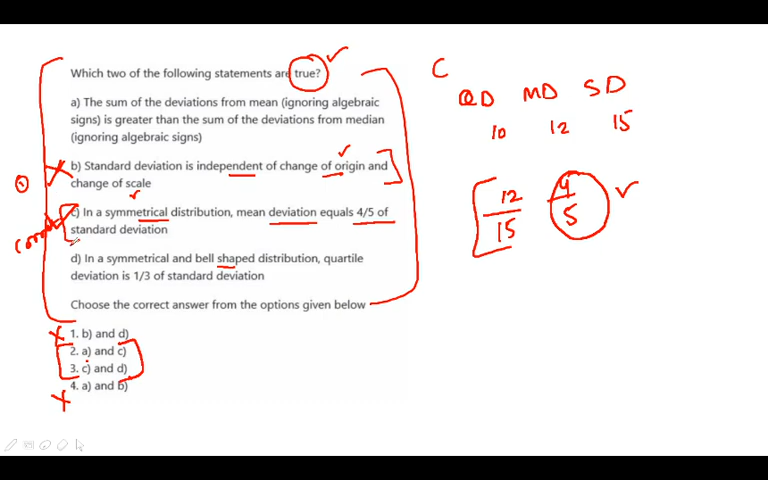 Which two of the following statements are true?
a) The sum of the deviations from mean (ignoring algebraic
signs) is greater than the sum of the deviations from median
(ignoring algebraic signs)
b) Standard deviation is independent of change of origin and
change of scale
c) In a symmetrical distribution, mean deviation equals 4/5 of
standard deviation
d) In a symmetrical and bell shaped distribution, quartile
deviation is 1/3 of standard deviation
Choose the correct answer from the options given below
1. b) and d)
2. a) and c)
3. c) and d)
4. a) and b)
C
QD MD SD
10 12 15
12 4
15 5